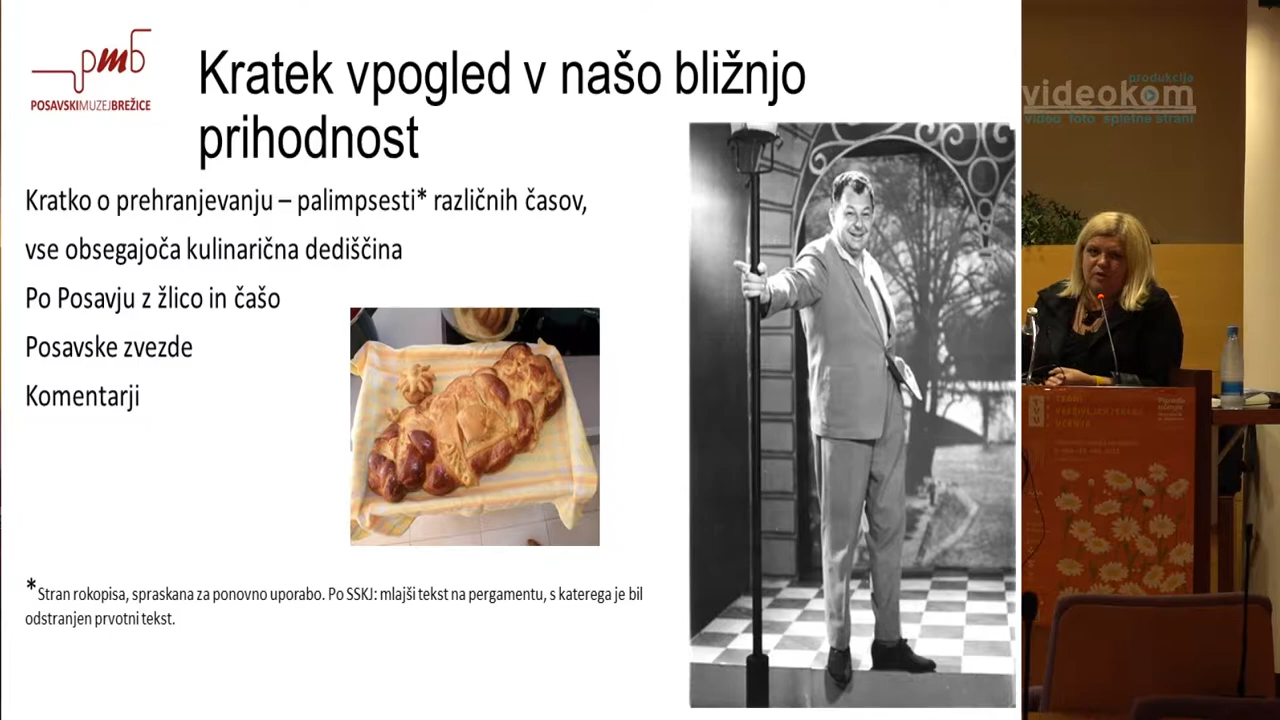 pmb
POSAVSKIMUZEJBREŽICE
Kratek vpogled v našo bližnjo
prihodnost
Kratko o prehranjevanju – palimpsesti* različnih časov,
vse obsegajoča kulinarična dediščina
Po Posavju z žlico in čašo
Posavske zvezde
Komentarji
*Stran rokopisa, spraskana za ponovno uporabo. Po SSKJ: mlajši tekst na pergamentu, s katerega je bil
odstranjen prvotni tekst.
produkcija
videokom
video foto spletne strani
TVU